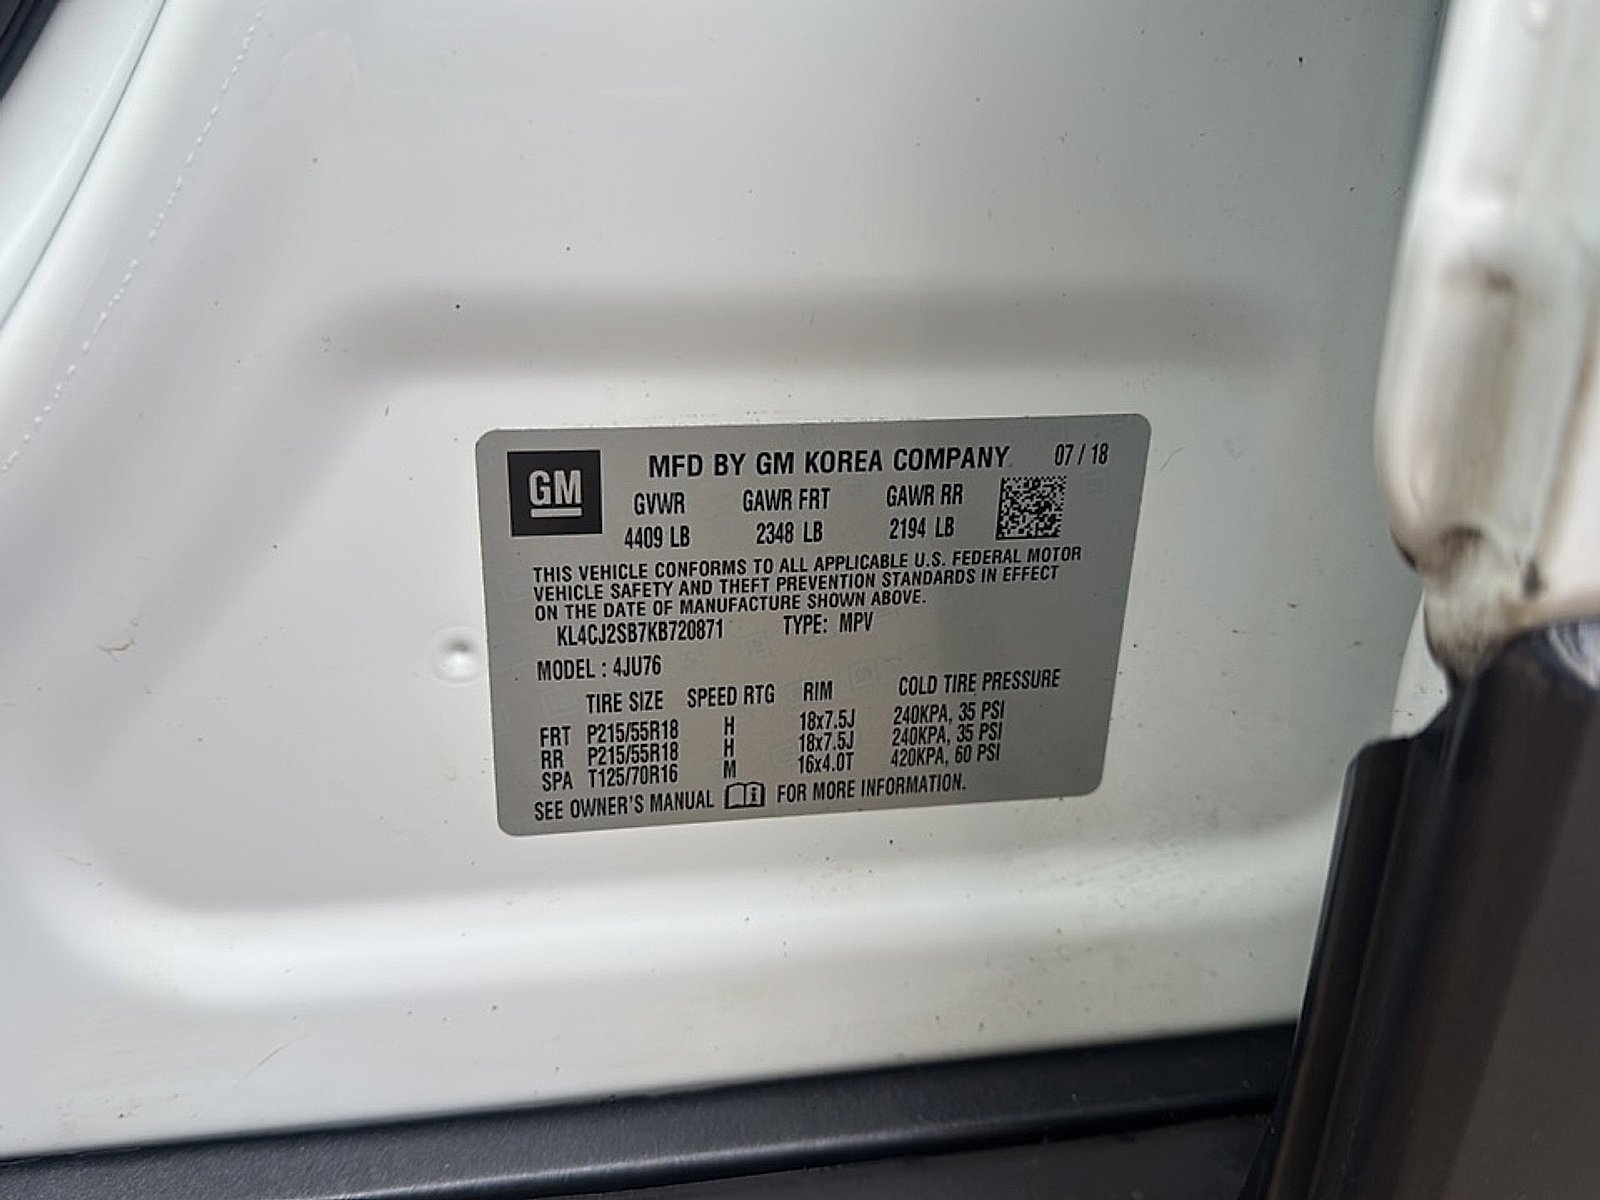 GM
MFD BY GM KOREA COMPANY 07 / 18
GVWR GAWR FRT GAWR RR
4409 LB 2348 LB 2194 LB
THIS VEHICLE CONFORMS TO ALL APPLICABLE U.S. FEDERAL MOTOR
VEHICLE SAFETY AND THEFT PREVENTION STANDARDS IN EFFECT
ON THE DATE OF MANUFACTURE SHOWN ABOVE.
KL4CJ2SB7KB720871 TYPE: MPV
MODEL : 4JU76
TIRE SIZE SPEED RTG RIM COLD TIRE PRESSURE
FRT P215/55R18 H 18x7.5J 240KPA, 35 PSI
RR P215/55R18 H 18x7.5J 240KPA, 35 PSI
SPA T125/70R16 M 16x4.0T 420KPA, 60 PSI
SEE OWNER'S MANUAL FOR MORE INFORMATION.